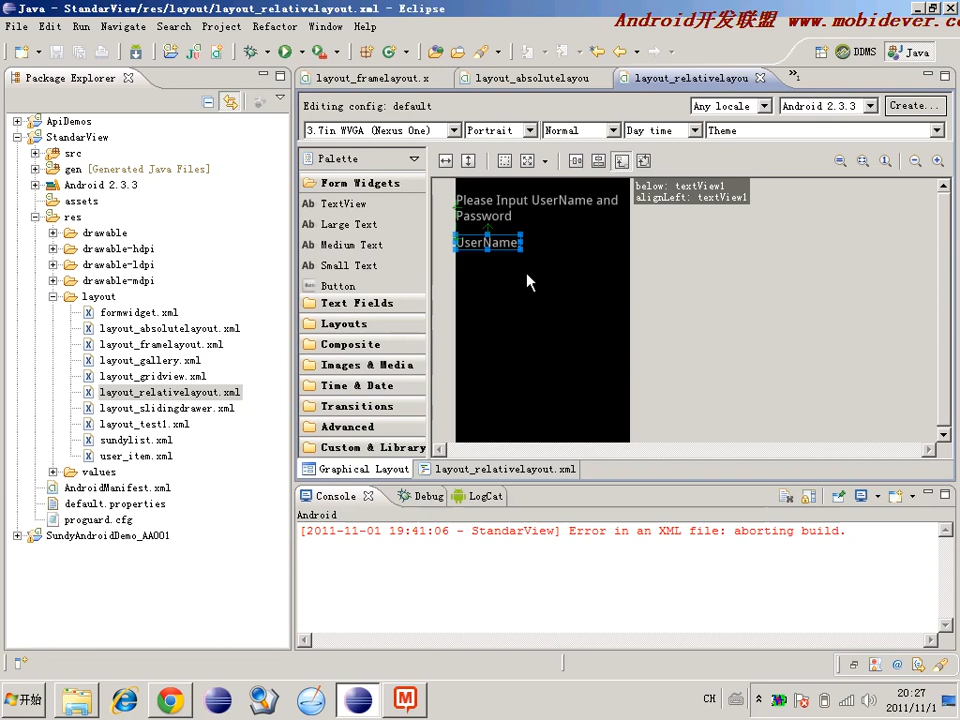 Java - StandarView/res/layout/layout_relativelayout.xml - Eclipse
Android开发联盟 www.mobidever.c
File Edit Run Navigate Search Project Refactor Window Help
DDMS Java
Package Explorer
layout_framelayout.x layout_absolutelayou layout_relativelayou »1
Editing config: default
Any locale Android 2.3.3 Create...
3.7in WVGA (Nexus One) Portrait Normal Day time Theme
ApiDemos
StandarView
src
gen [Generated Java Files]
Android 2.3.3
assets
res
drawable
drawable-hdpi
drawable-ldpi
drawable-mdpi
layout
formwidget.xml
layout_absolutelayout.xml
layout_framelayout.xml
layout_gallery.xml
layout_gridview.xml
layout_relativelayout.xml
layout_slidingdrawer.xml
layout_test1.xml
sundylist.xml
user_item.xml
values
AndroidManifest.xml
default.properties
proguard.cfg
SundyAndroidDemo_AA001
Palette
Form Widgets
Ab TextView
Ab Large Text
Ab Medium Text
Ab Small Text
Button
Text Fields
Layouts
Composite
Images & Media
Time & Date
Transitions
Advanced
Custom & Library
Please Input UserName and
Password
UserName
below: textView1
alignLeft: textView1
Graphical Layout layout_relativelayout.xml
Console Debug LogCat
Android
[2011-11-01 19:41:06 - StandarView] Error in an XML file: aborting build.
开始
CH
20:27
2011/11/1